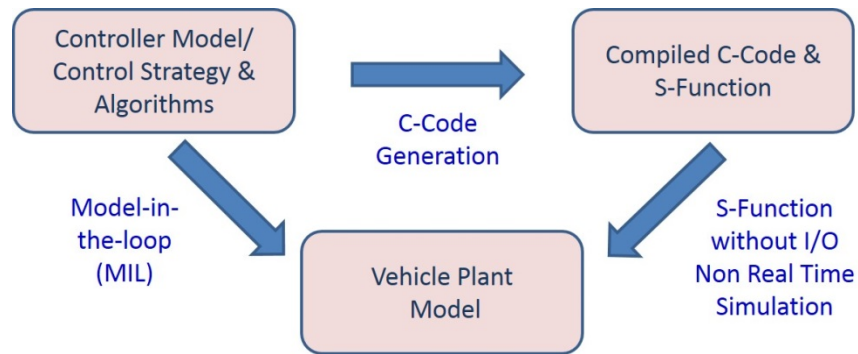 Controller Model/
Control Strategy &
Algorithms
Compiled C-Code &
S-Function
C-Code
Generation
Model-in-
the-loop
(MIL)
S-Function
without I/O
Non Real Time
Simulation
Vehicle Plant
Model